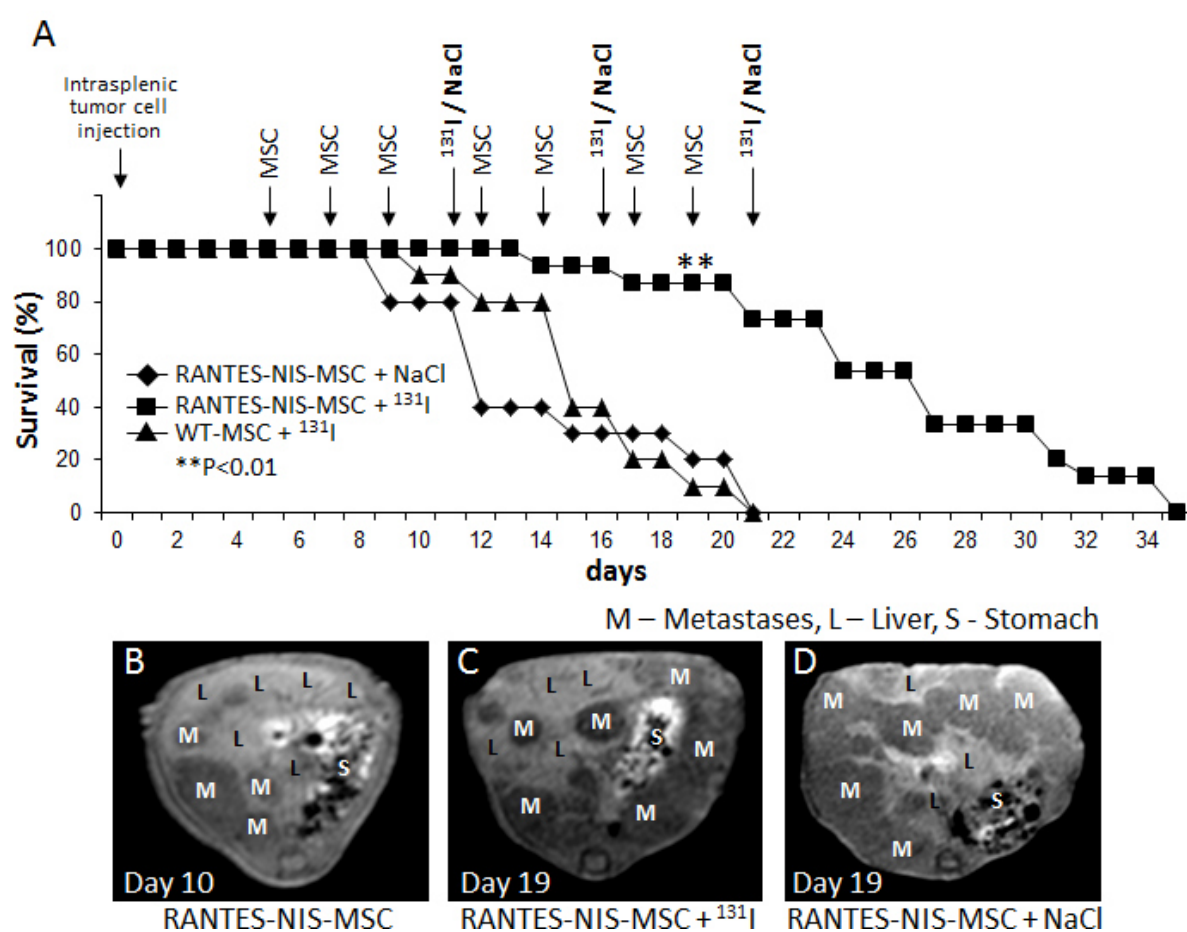 A
Intrasplenic
tumor cell
injection
MSC
MSC
MSC
¹³¹I / NaCl
MSC
MSC
¹³¹I / NaCl
MSC
MSC
¹³¹I / NaCl
Survival (%)
100
80
60
40
20
0
**
RANTES-NIS-MSC + NaCl
RANTES-NIS-MSC + ¹³¹I
WT-MSC + ¹³¹I
**P<0.01
0 2 4 6 8 10 12 14 16 18 20 22 24 26 28 30 32 34
days
M – Metastases, L – Liver, S - Stomach
B
L L L L
M L
L S
M M
M
Day 10
RANTES-NIS-MSC
C
L L M
M M S
L L M
M M
Day 19
RANTES-NIS-MSC + ¹³¹I
D
L
M M M
M
L
M L S
M
Day 19
RANTES-NIS-MSC + NaCl